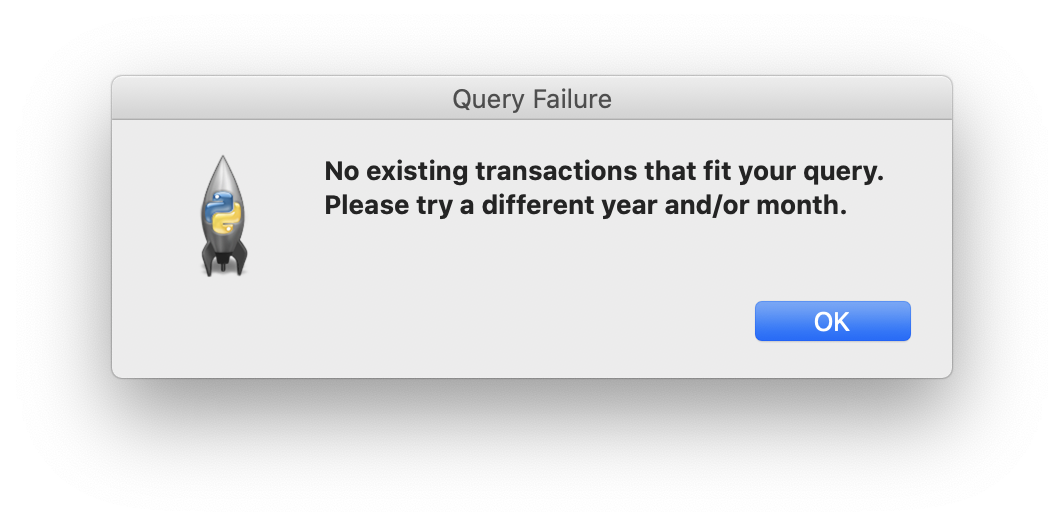 Query Failure
No existing transactions that fit your query.
Please try a different year and/or month.
OK